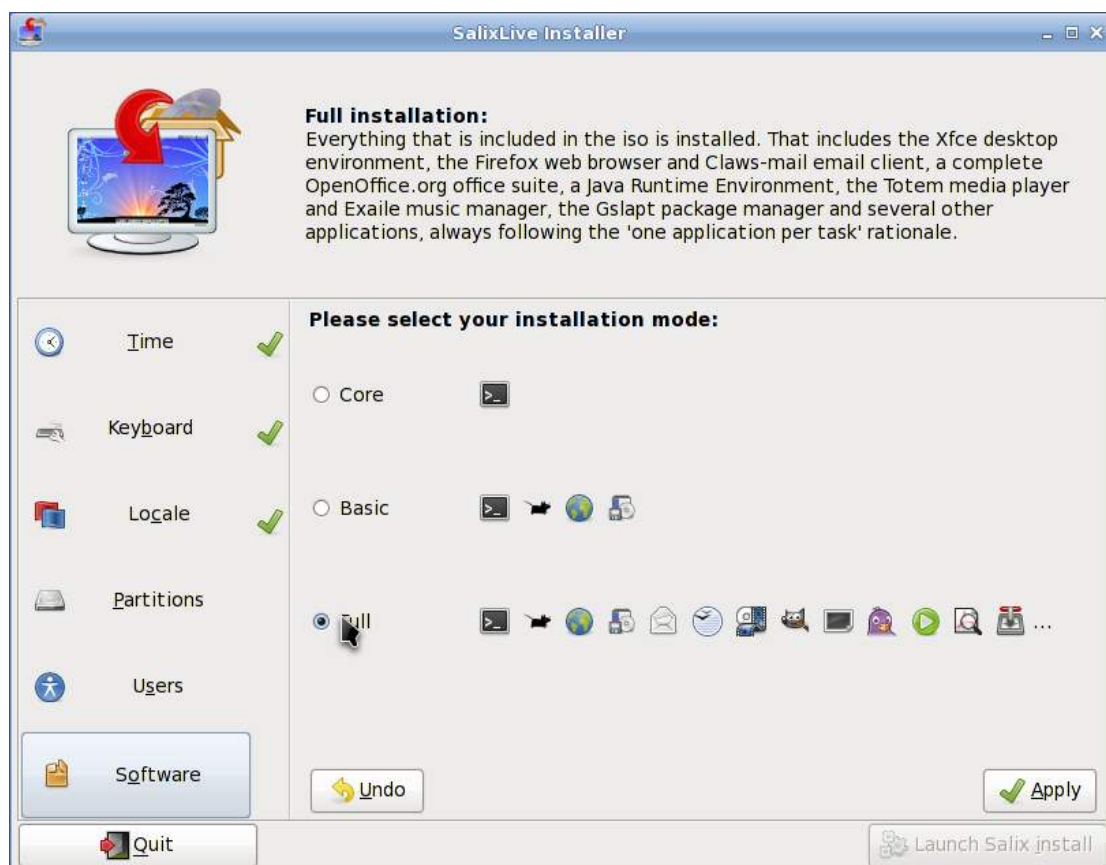 SalixLive Installer
Full installation:
Everything that is included in the iso is installed. That includes the Xfce desktop
environment, the Firefox web browser and Claws-mail email client, a complete
OpenOffice.org office suite, a Java Runtime Environment, the Totem media player
and Exaile music manager, the Gslapt package manager and several other
applications, always following the 'one application per task' rationale.
Time
Keyboard
Locale
Partitions
Users
Software
Please select your installation mode:
Core
Basic
Full
...
Undo
Apply
Quit
Launch Salix install